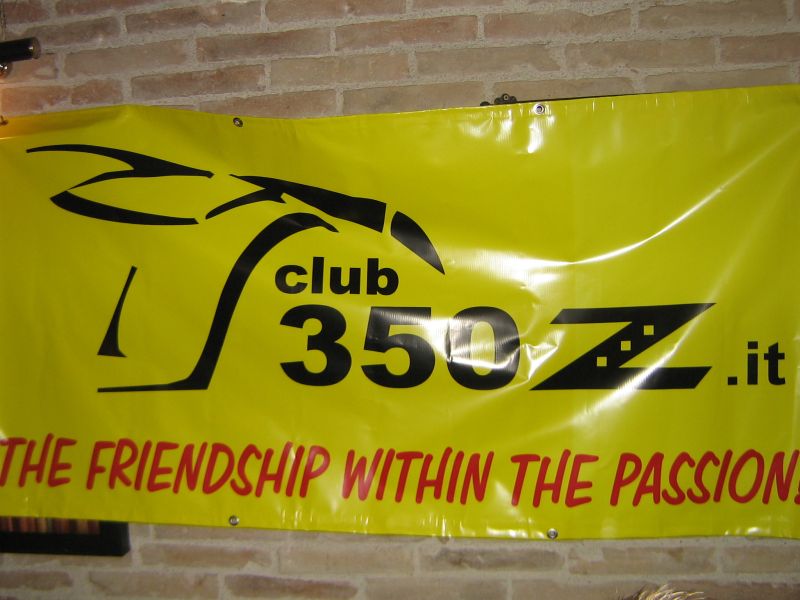 club
350Z.it
THE FRIENDSHIP WITHIN THE PASSION!